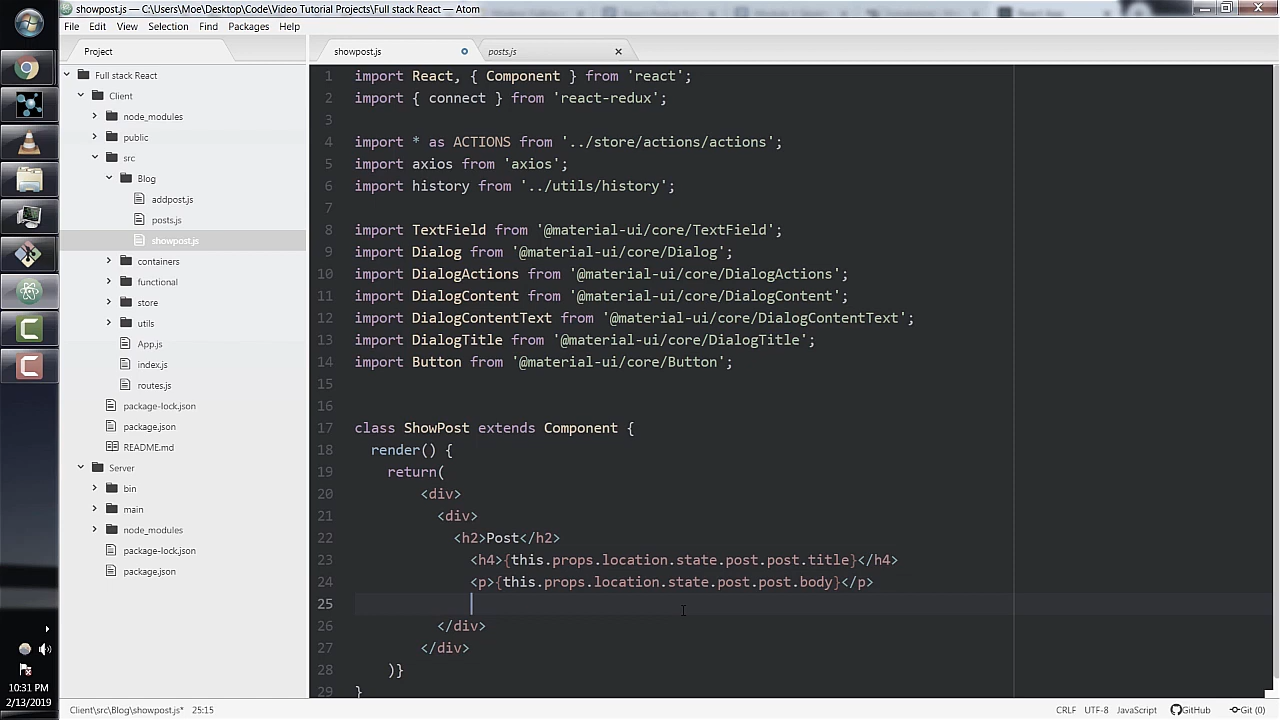 showpost.js — C:\Users\Moe\Desktop\Code\Video Tutorial Projects\Full stack React — Atom
File Edit View Selection Find Packages Help
Project
showpost.js
posts.js
Full stack React
Client
node_modules
public
src
Blog
addpost.js
posts.js
showpost.js
containers
functional
store
utils
App.js
index.js
routes.js
package-lock.json
package.json
README.md
Server
bin
main
node_modules
package-lock.json
package.json
1 import React, { Component } from 'react';
2 import { connect } from 'react-redux';
3
4 import * as ACTIONS from '../store/actions/actions';
5 import axios from 'axios';
6 import history from '../utils/history';
7
8 import TextField from '@material-ui/core/TextField';
9 import Dialog from '@material-ui/core/Dialog';
10 import DialogActions from '@material-ui/core/DialogActions';
11 import DialogContent from '@material-ui/core/DialogContent';
12 import DialogContentText from '@material-ui/core/DialogContentText';
13 import DialogTitle from '@material-ui/core/DialogTitle';
14 import Button from '@material-ui/core/Button';
15
16
17 class ShowPost extends Component {
18 render() {
19 return(
20 <div>
21 <div>
22 <h2>Post</h2>
23 <h4>{this.props.location.state.post.post.title}</h4>
24 <p>{this.props.location.state.post.post.body}</p>
25
26 </div>
27 </div>
28 )}
29 }
10:31 PM
2/13/2019
Client\src\Blog\showpost.js* 25:15
CRLF UTF-8 JavaScript GitHub Git (0)